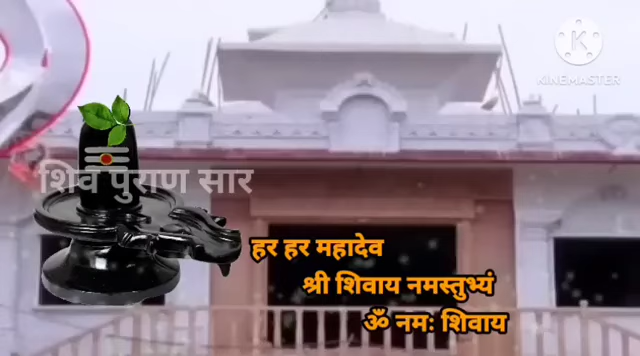 KINEMASTER
शिव पुराण सार
हर हर महादेव
श्री शिवाय नमस्तुभ्यं
ॐ नमः शिवाय